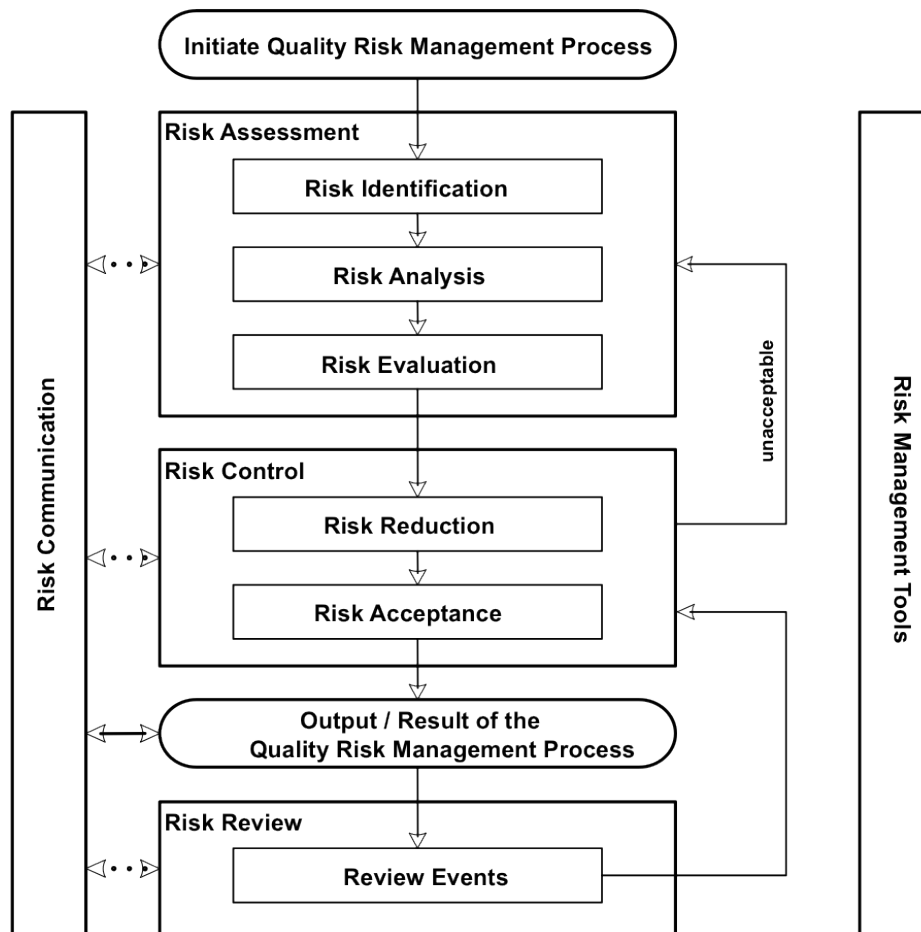 Initiate Quality Risk Management Process
Risk Assessment
Risk Identification
Risk Analysis
Risk Evaluation
unacceptable
Risk Communication
Risk Management Tools
Risk Control
Risk Reduction
Risk Acceptance
Output / Result of the
Quality Risk Management Process
Risk Review
Review Events